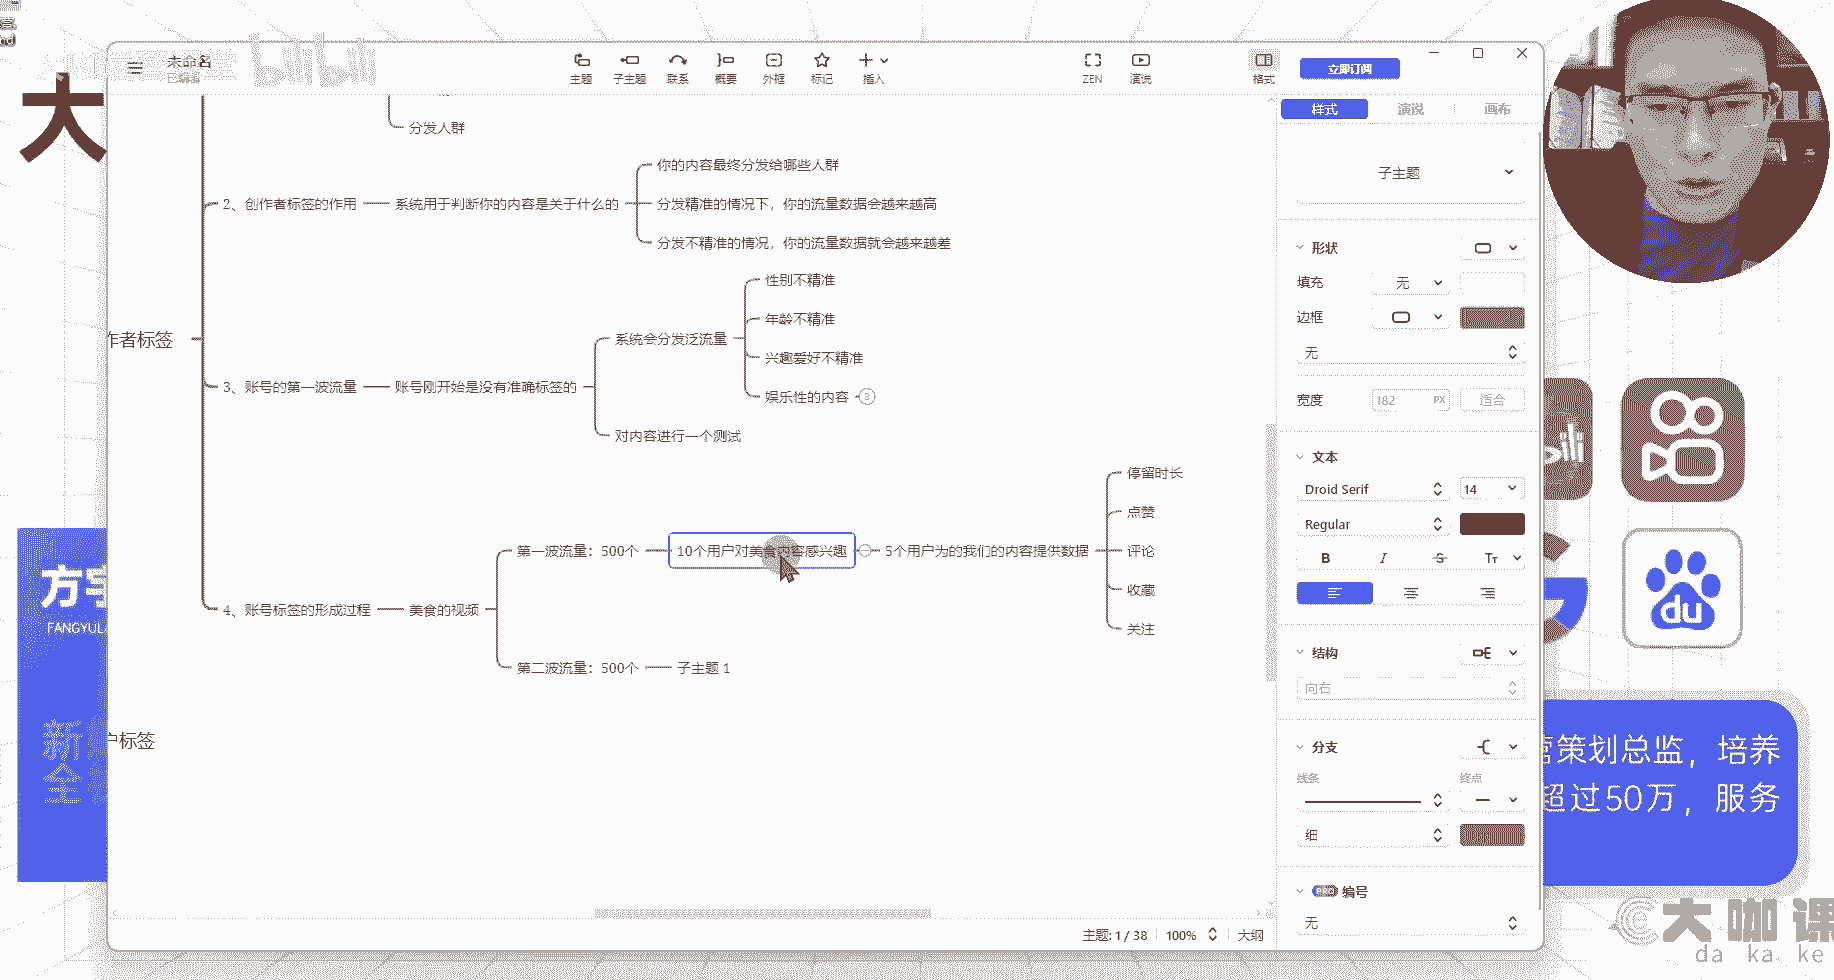 未命名
已编辑
bilibili
主题
子主题
联系
概要
外框
标记
插入
ZEN
演说
格式
立即订阅
大
样式
演说
画布
分发人群
子主题
你的内容最终分发给哪些人群
2、创作者标签的作用
系统用于判断你的内容是关于什么的
分发精准的情况下，你的流量数据会越来越高
分发不精准的情况，你的流量数据就会越来越差
形状
填充
无
边框
无
性别不精准
年龄不精准
系统会分发泛流量
兴趣爱好不精准
作者标签
3、账号的第一波流量
账号刚开始是没有准确标签的
娱乐性的内容
3
对内容进行一个测试
宽度
182
PX
适合
文本
Droid Serif
14
Regular
B
I
S
Tт
停留时长
点赞
第一波流量：500个
10个用户对美食内容感兴趣
5个用户为的我们的内容提供数据
评论
收藏
关注
4、账号标签的形成过程
美食的视频
第二波流量：500个
子主题 1
户标签
结构
向右
分支
线条
终点
细
PRO
编号
无
主题: 1 / 38
100%
大纲
FANGYUL
新
全
du
营策划总监，培养
超过50万，服务
大咖课
da ka ke